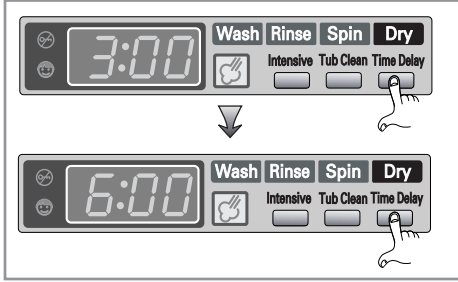 Wash Rinse Spin Dry
3:00
Intensive Tub Clean Time Delay
Wash Rinse Spin Dry
6:00
Intensive Tub Clean Time Delay